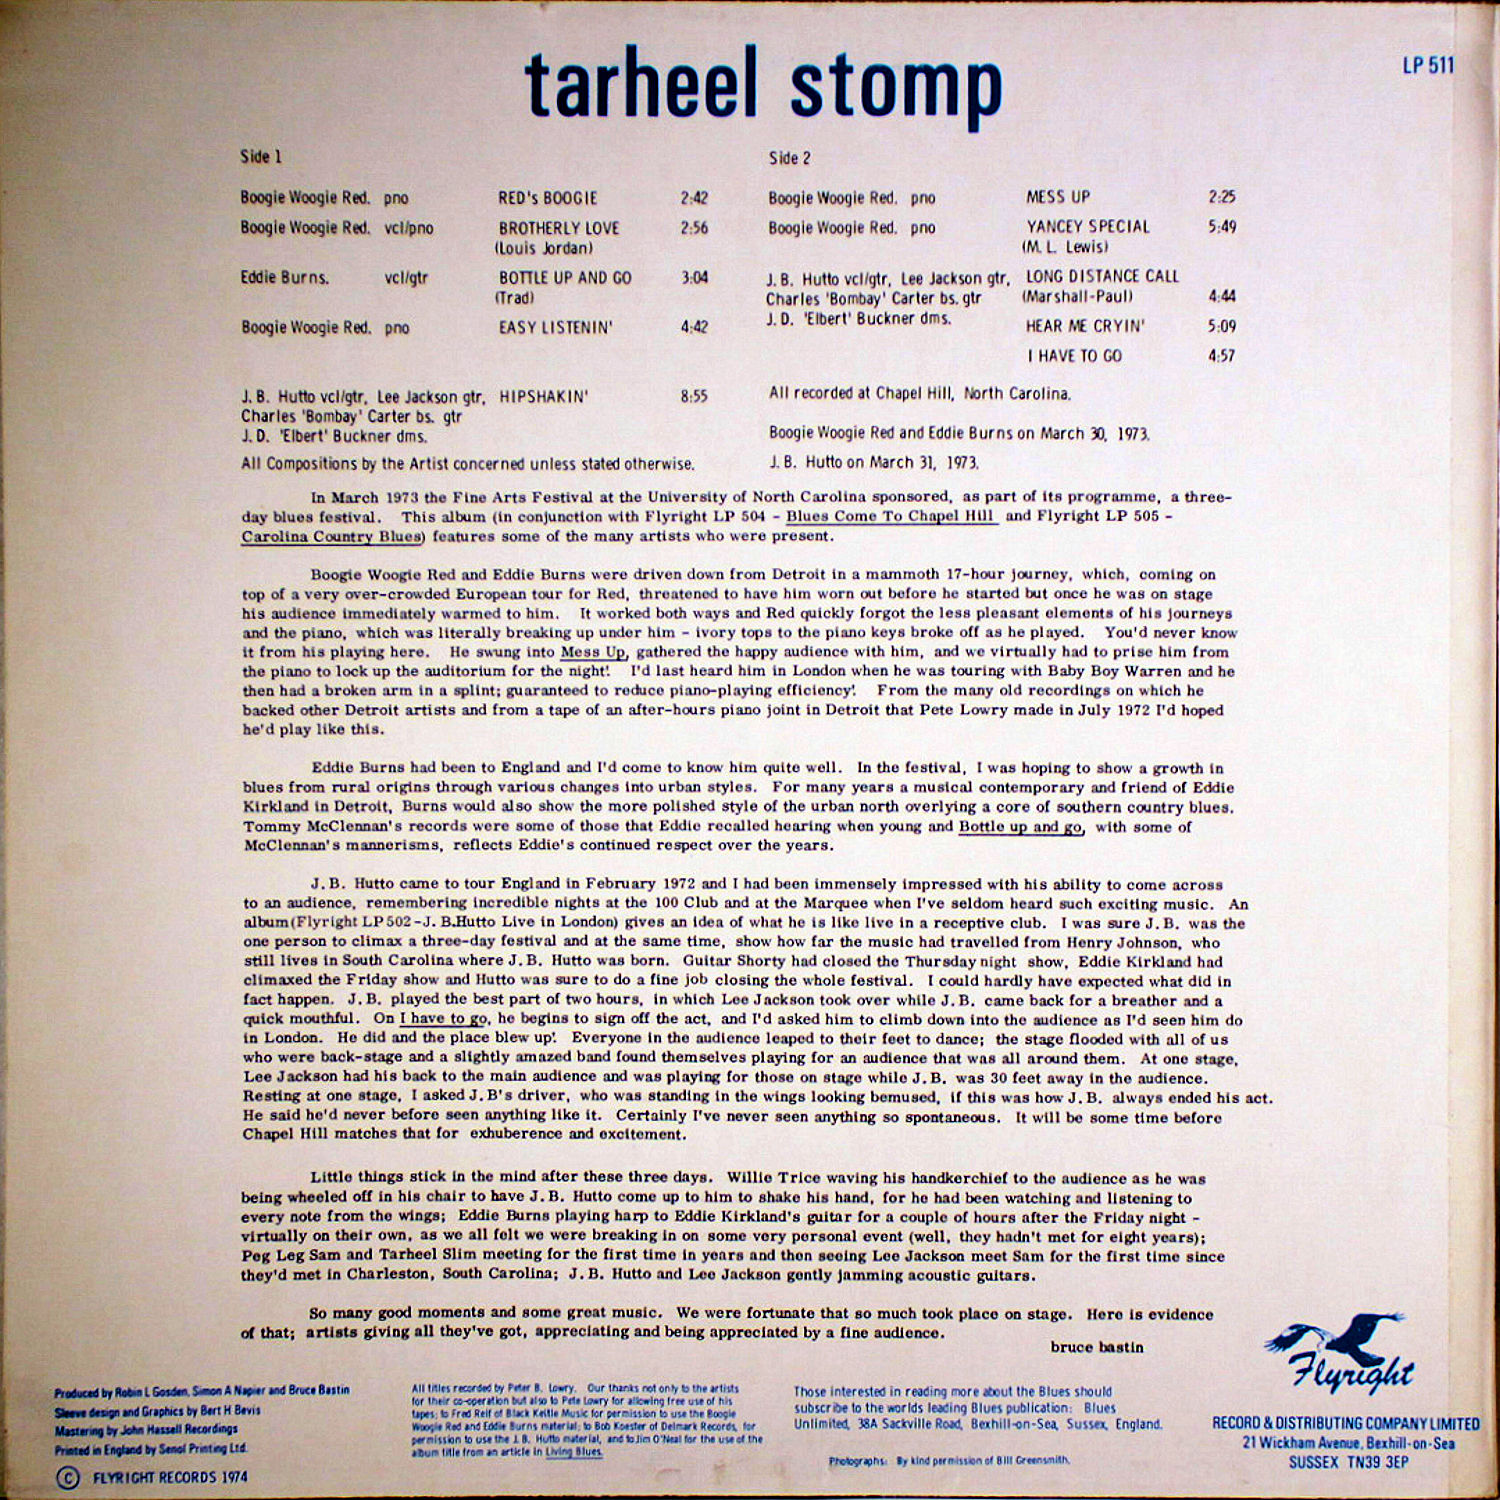 tarheel stomp
LP 511
Side 1
Boogie Woogie Red. pno RED's BOOGIE 2:42
Boogie Woogie Red. vcl/pno BROTHERLY LOVE 2:56
(Louis Jordan)
Eddie Burns. vcl/gtr BOTTLE UP AND GO 3:04
(Trad)
Boogie Woogie Red. pno EASY LISTENIN' 4:42
J. B. Hutto vcl/gtr, Lee Jackson gtr, HIPSHAKIN' 8:55
Charles 'Bombay' Carter bs. gtr
J. D. 'Elbert' Buckner dms.
All Compositions by the Artist concerned unless stated otherwise.
Side 2
Boogie Woogie Red. pno MESS UP 2:25
Boogie Woogie Red. pno YANCEY SPECIAL 5:49
(M. L. Lewis)
J. B. Hutto vcl/gtr, Lee Jackson gtr, LONG DISTANCE CALL
Charles 'Bombay' Carter bs. gtr (Marshall-Paul) 4:44
J. D. 'Elbert' Buckner dms. HEAR ME CRYIN' 5:09
I HAVE TO GO 4:57
All recorded at Chapel Hill, North Carolina.
Boogie Woogie Red and Eddie Burns on March 30, 1973.
J. B. Hutto on March 31, 1973.
In March 1973 the Fine Arts Festival at the University of North Carolina sponsored, as part of its programme, a three-
day blues festival. This album (in conjunction with Flyright LP 504 - Blues Come To Chapel Hill and Flyright LP 505 -
Carolina Country Blues) features some of the many artists who were present.
Boogie Woogie Red and Eddie Burns were driven down from Detroit in a mammoth 17-hour journey, which, coming on
top of a very over-crowded European tour for Red, threatened to have him worn out before he started but once he was on stage
his audience immediately warmed to him. It worked both ways and Red quickly forgot the less pleasant elements of his journeys
and the piano, which was literally breaking up under him - ivory tops to the piano keys broke off as he played. You'd never know
it from his playing here. He swung into Mess Up, gathered the happy audience with him, and we virtually had to prise him from
the piano to lock up the auditorium for the night! I'd last heard him in London when he was touring with Baby Boy Warren and he
then had a broken arm in a splint; guaranteed to reduce piano-playing efficiency! From the many old recordings on which he
backed other Detroit artists and from a tape of an after-hours piano joint in Detroit that Pete Lowry made in July 1972 I'd hoped
he'd play like this.
Eddie Burns had been to England and I'd come to know him quite well. In the festival, I was hoping to show a growth in
blues from rural origins through various changes into urban styles. For many years a musical contemporary and friend of Eddie
Kirkland in Detroit, Burns would also show the more polished style of the urban north overlying a core of southern country blues.
Tommy McClennan's records were some of those that Eddie recalled hearing when young and Bottle up and go, with some of
McClennan's mannerisms, reflects Eddie's continued respect over the years.
J. B. Hutto came to tour England in February 1972 and I had been immensely impressed with his ability to come across
to an audience, remembering incredible nights at the 100 Club and at the Marquee when I've seldom heard such exciting music. An
album (Flyright LP 502 - J. B. Hutto Live in London) gives an idea of what he is like live in a receptive club. I was sure J. B. was the
one person to climax a three-day festival and at the same time, show how far the music had travelled from Henry Johnson, who
still lives in South Carolina where J. B. Hutto was born. Guitar Shorty had closed the Thursday night show, Eddie Kirkland had
climaxed the Friday show and Hutto was sure to do a fine job closing the whole festival. I could hardly have expected what did in
fact happen. J. B. played the best part of two hours, in which Lee Jackson took over while J. B. came back for a breather and a
quick mouthful. On I have to go, he begins to sign off the act, and I'd asked him to climb down into the audience as I'd seen him do
in London. He did and the place blew up! Everyone in the audience leaped to their feet to dance; the stage flooded with all of us
who were back-stage and a slightly amazed band found themselves playing for an audience that was all around them. At one stage,
Lee Jackson had his back to the main audience and was playing for those on stage while J. B. was 30 feet away in the audience.
Resting at one stage, I asked J. B's driver, who was standing in the wings looking bemused, if this was how J. B. always ended his act.
He said he'd never before seen anything like it. Certainly I've never seen anything so spontaneous. It will be some time before
Chapel Hill matches that for exhuberence and excitement.
Little things stick in the mind after these three days. Willie Trice waving his handkerchief to the audience as he was
being wheeled off in his chair to have J. B. Hutto come up to him to shake his hand, for he had been watching and listening to
every note from the wings; Eddie Burns playing harp to Eddie Kirkland's guitar for a couple of hours after the Friday night -
virtually on their own, as we all felt we were breaking in on some very personal event (well, they hadn't met for eight years);
Peg Leg Sam and Tarheel Slim meeting for the first time in years and then seeing Lee Jackson meet Sam for the first time since
they'd met in Charleston, South Carolina; J. B. Hutto and Lee Jackson gently jamming acoustic guitars.
So many good moments and some great music. We were fortunate that so much took place on stage. Here is evidence
of that; artists giving all they've got, appreciating and being appreciated by a fine audience.
bruce bastin
Produced by Robin L Gosden, Simon A Napier and Bruce Bastin
Sleeve design and Graphics by Bert H Bevis
Mastering by John Hassell Recordings
Printed in England by Senol Printing Ltd.
© FLYRIGHT RECORDS 1974
All titles recorded by Peter B. Lowry. Our thanks not only to the artists
for their co-operation but also to Pete Lowry for allowing free use of his
tapes; to Fred Reif of Black Kettle Music for permission to use the Boogie
Woogie Red and Eddie Burns material; to Bob Koester of Delmark Records, for
permission to use the J. B. Hutto material, and to Jim O'Neal for the use of the
album title from an article in Living Blues.
Those interested in reading more about the Blues should
subscribe to the worlds leading Blues publication: Blues
Unlimited, 38A Sackville Road, Bexhill-on-Sea, Sussex, England.
Photographs: By kind permission of Bill Greensmith.
Flyright
RECORD & DISTRIBUTING COMPANY LIMITED
21 Wickham Avenue, Bexhill-on-Sea
SUSSEX TN39 3EP